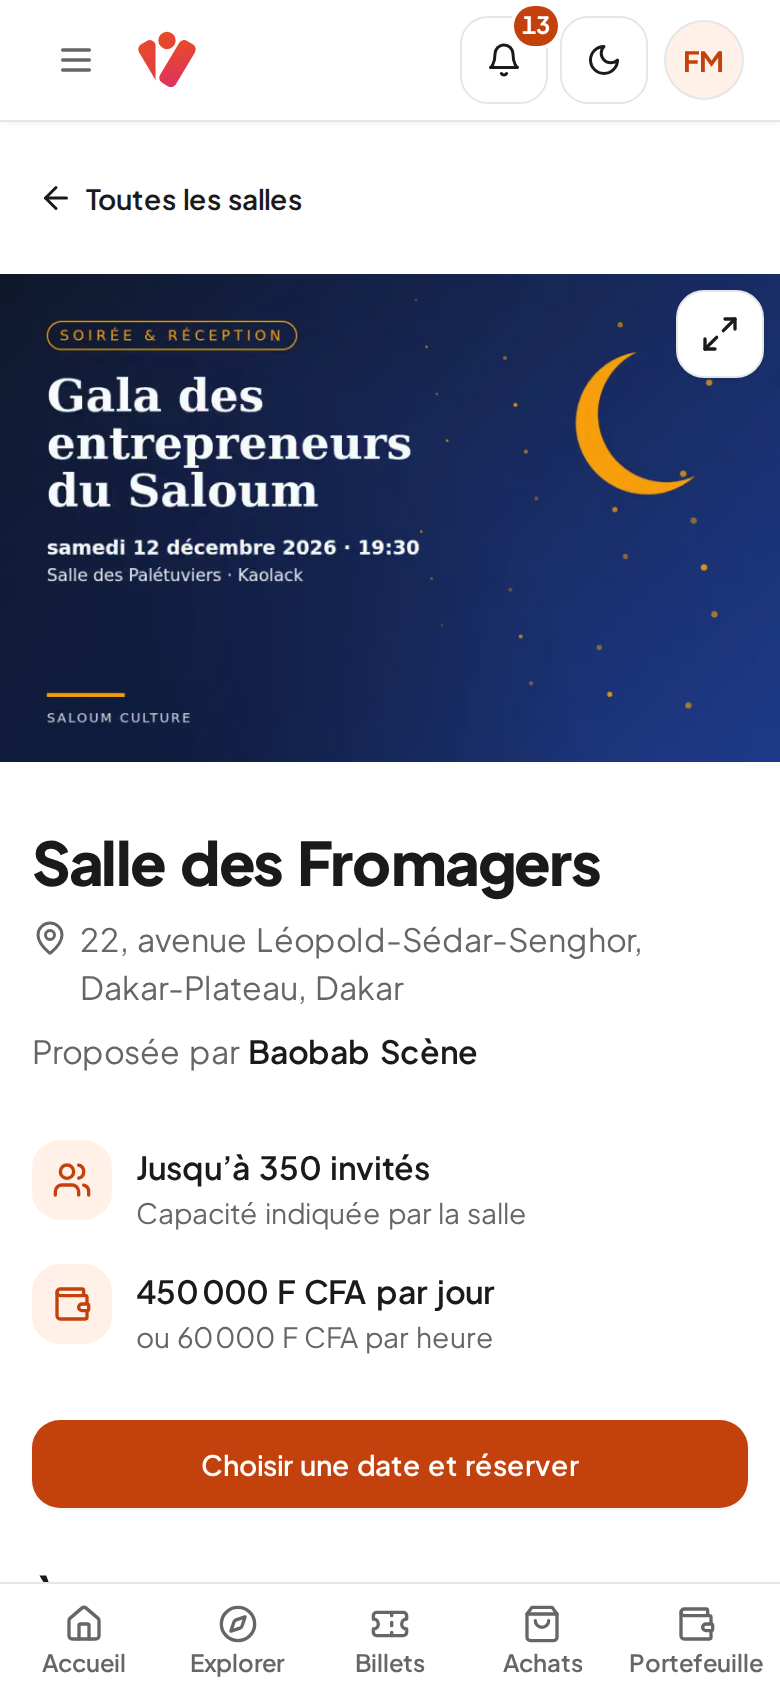 13
FM
Toutes les salles
SOIRÉE & RÉCEPTION
Gala des
entrepreneurs
du Saloum
samedi 12 décembre 2026 · 19:30
Salle des Palétuviers · Kaolack
SALOUM CULTURE
Salle des Fromagers
22, avenue Léopold-Sédar-Senghor,
Dakar-Plateau, Dakar
Proposée par Baobab Scène
Jusqu’à 350 invités
Capacité indiquée par la salle
450 000 F CFA par jour
ou 60 000 F CFA par heure
Choisir une date et réserver
Accueil
Explorer
Billets
Achats
Portefeuille